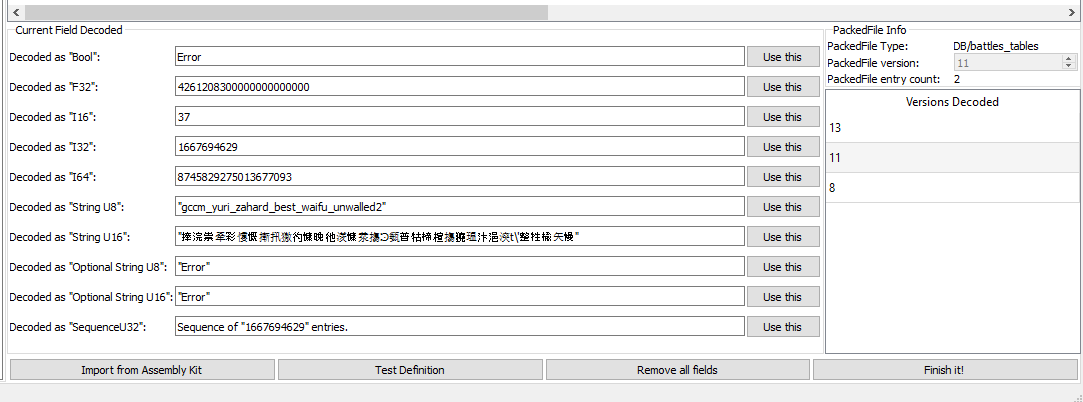 Current Field Decoded
Decoded as "Bool": Error Use this
Decoded as "F32": 4261208300000000000000 Use this
Decoded as "I16": 37 Use this
Decoded as "I32": 1667694629 Use this
Decoded as "I64": 8745829275013677093 Use this
Decoded as "String U8": "gccm_yuri_zahard_best_waifu_unwalled2" Use this
Decoded as "String U16": Use this
Decoded as "Optional String U8": "Error" Use this
Decoded as "Optional String U16": "Error" Use this
Decoded as "SequenceU32": Sequence of "1667694629" entries. Use this
PackedFile Info
PackedFile Type: DB/battles_tables
PackedFile version: 11
PackedFile entry count: 2
Versions Decoded
13
11
8
Import from Assembly Kit Test Definition Remove all fields Finish it!